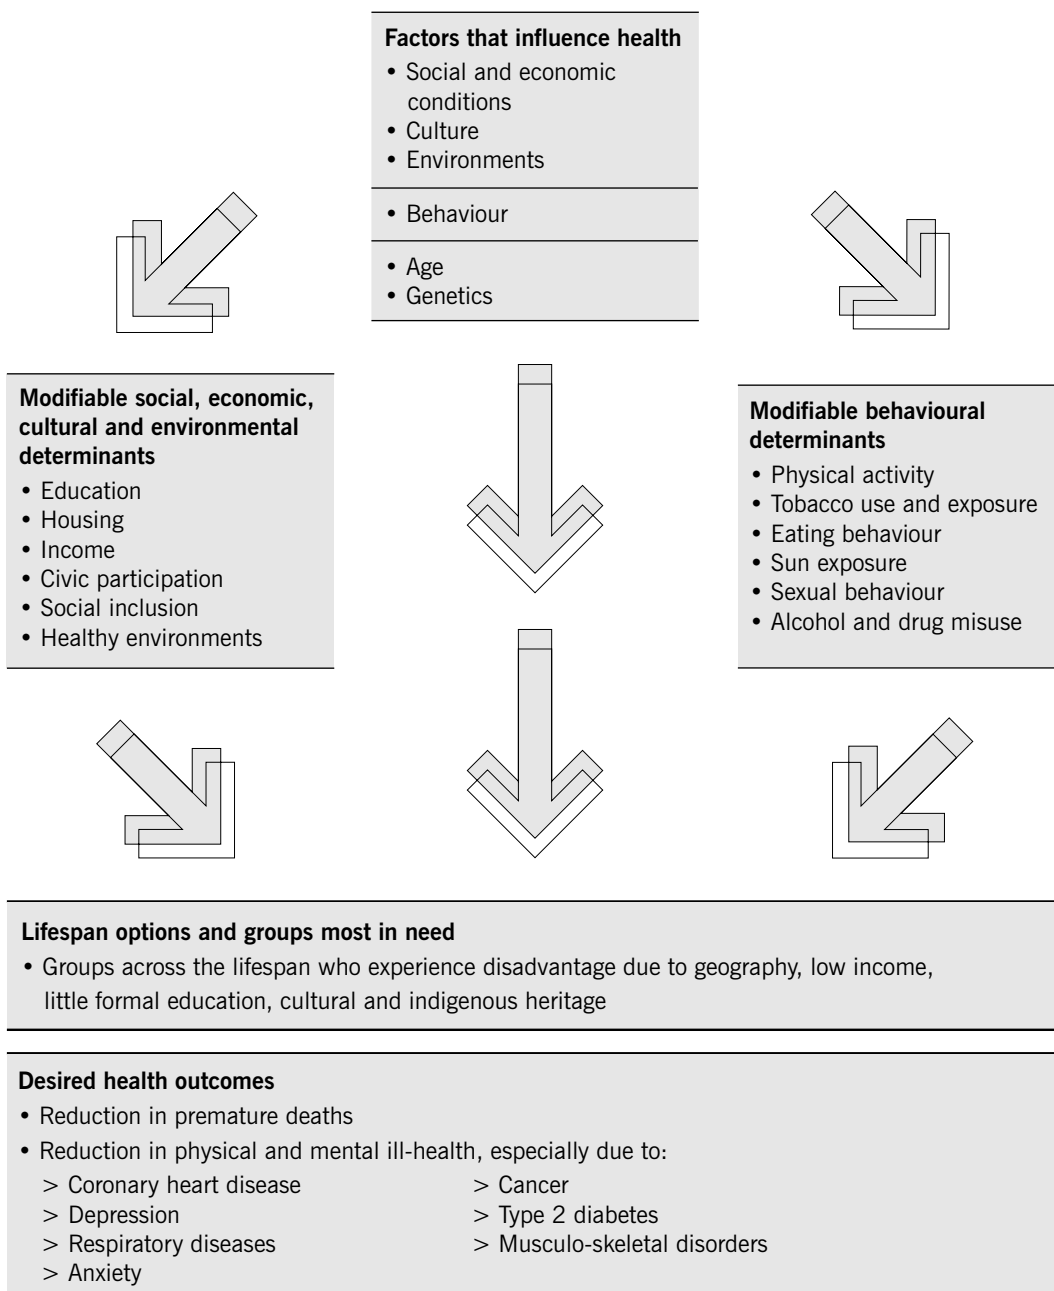 Factors that influence health
• Social and economic
conditions
• Culture
• Environments
• Behaviour
• Age
• Genetics
Modifiable social, economic,
cultural and environmental
determinants
• Education
• Housing
• Income
• Civic participation
• Social inclusion
• Healthy environments
Modifiable behavioural
determinants
• Physical activity
• Tobacco use and exposure
• Eating behaviour
• Sun exposure
• Sexual behaviour
• Alcohol and drug misuse
Lifespan options and groups most in need
• Groups across the lifespan who experience disadvantage due to geography, low income,
little formal education, cultural and indigenous heritage
Desired health outcomes
• Reduction in premature deaths
• Reduction in physical and mental ill-health, especially due to:
> Coronary heart disease
> Depression
> Respiratory diseases
> Anxiety
> Cancer
> Type 2 diabetes
> Musculo-skeletal disorders